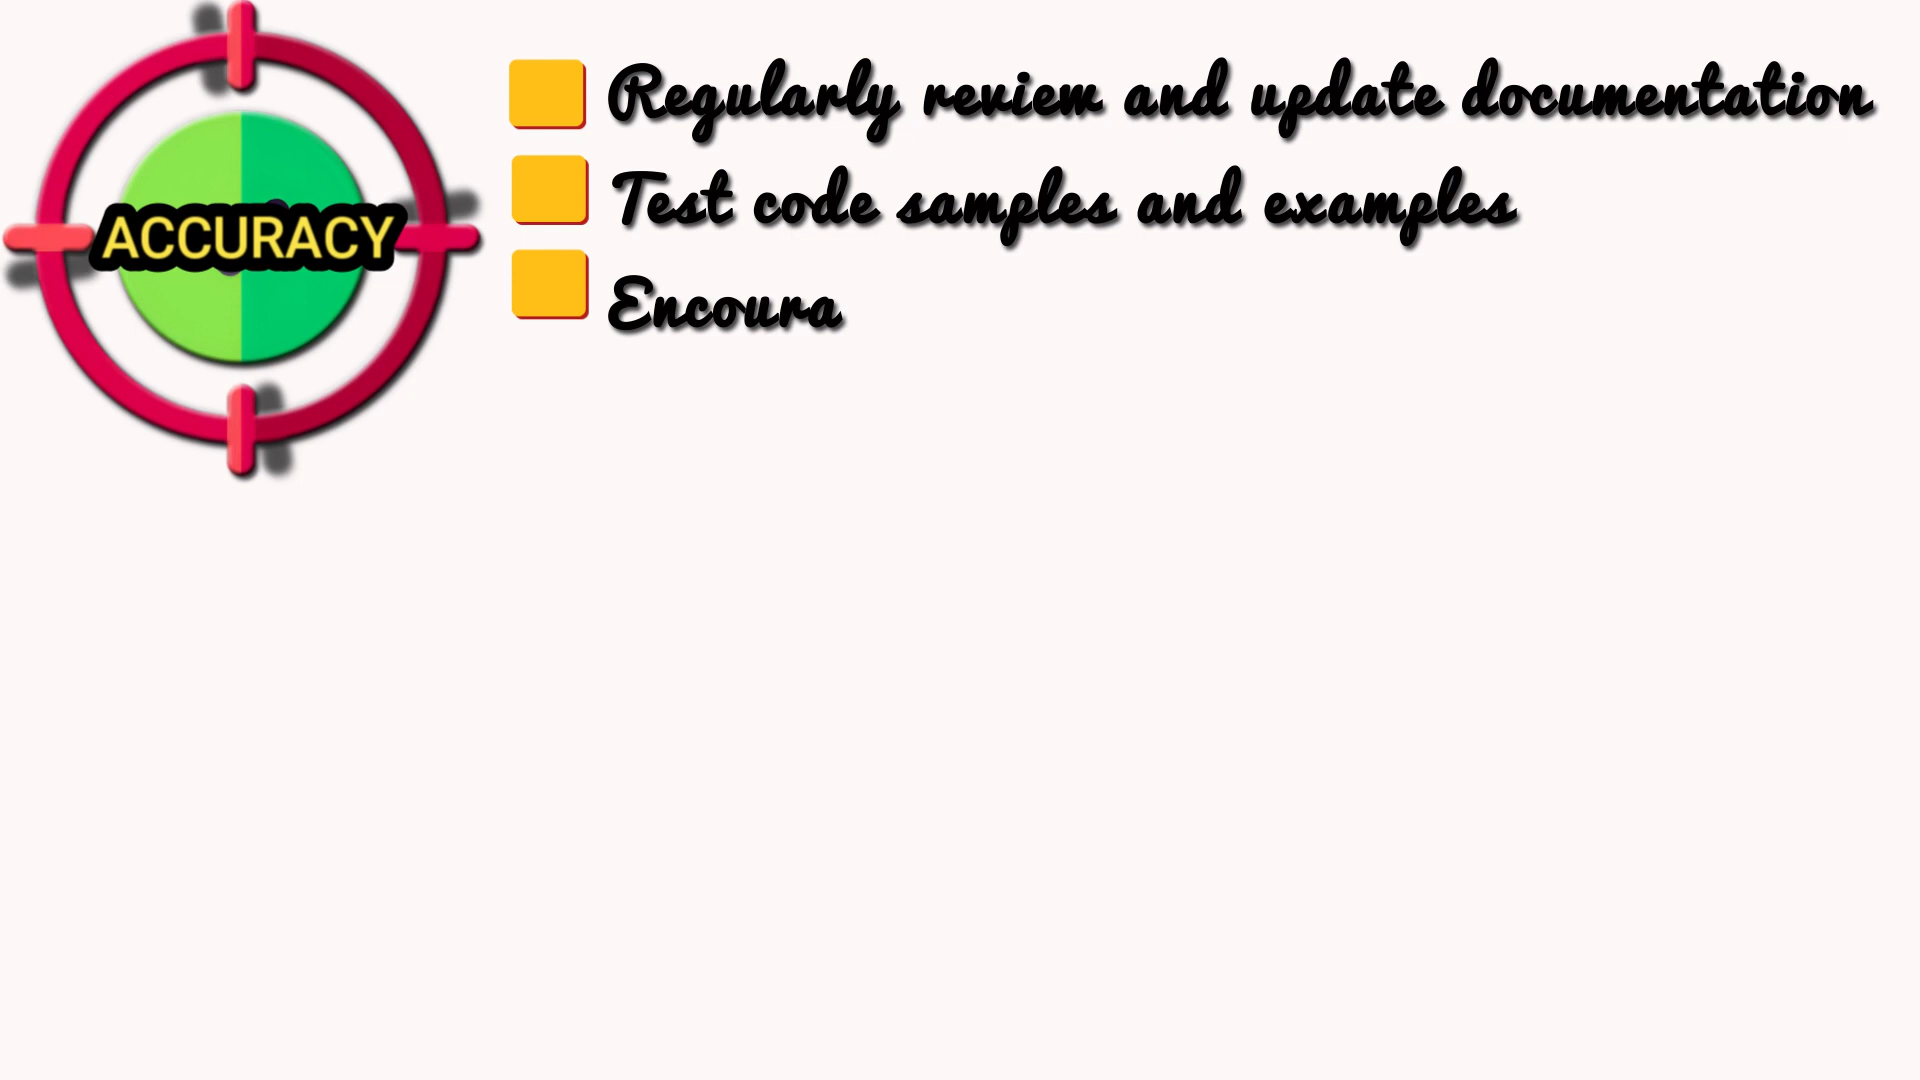 ACCURACY
Regularly review and update documentation
Test code samples and examples
Encoura